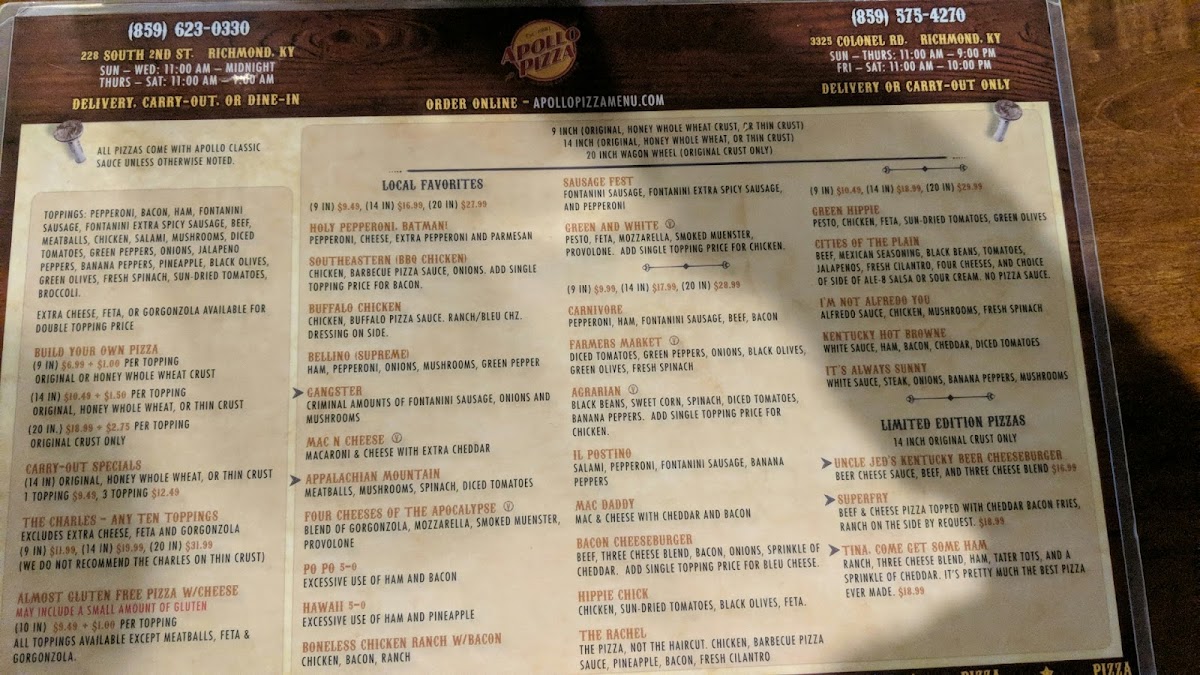 (859) 623-0330
228 SOUTH 2ND ST. RICHMOND, KY
SUN – WED: 11:00 AM – MIDNIGHT
THURS – SAT: 11:00 AM – AM
DELIVERY, CARRY-OUT, OR DINE-IN
APOLLO
PIZZA
ORDER ONLINE – APOLLOPIZZAMENU.COM
(859) 575-4270
3325 COLONEL RD. RICHMOND, KY
SUN – THURS: 11:00 AM – 9:00 PM
FRI – SAT: 11:00 AM – 10:00 PM
DELIVERY OR CARRY-OUT ONLY
ALL PIZZAS COME WITH APOLLO CLASSIC
SAUCE UNLESS OTHERWISE NOTED.
9 INCH (ORIGINAL, HONEY WHOLE WHEAT CRUST, OR THIN CRUST)
14 INCH (ORIGINAL, HONEY WHOLE WHEAT, OR THIN CRUST)
20 INCH WAGON WHEEL (ORIGINAL CRUST ONLY)
TOPPINGS: PEPPERONI, BACON, HAM, FONTANINI
SAUSAGE, FONTANINI EXTRA SPICY SAUSAGE, BEEF,
MEATBALLS, CHICKEN, SALAMI, MUSHROOMS, DICED
TOMATOES, GREEN PEPPERS, ONIONS, JALAPENO
PEPPERS, BANANA PEPPERS, PINEAPPLE, BLACK OLIVES,
GREEN OLIVES, FRESH SPINACH, SUN-DRIED TOMATOES,
BROCCOLI.
EXTRA CHEESE, FETA, OR GORGONZOLA AVAILABLE FOR
DOUBLE TOPPING PRICE
BUILD YOUR OWN PIZZA
(9 IN) $6.99 + $1.00 PER TOPPING
ORIGINAL OR HONEY WHOLE WHEAT CRUST
(14 IN) $10.49 + $1.50 PER TOPPING
ORIGINAL, HONEY WHOLE WHEAT, OR THIN CRUST
(20 IN.) $18.99 + $2.75 PER TOPPING
ORIGINAL CRUST ONLY
CARRY-OUT SPECIALS
(14 IN) ORIGINAL, HONEY WHOLE WHEAT, OR THIN CRUST
1 TOPPING $9.49, 3 TOPPING $12.49
THE CHARLES – ANY TEN TOPPINGS
EXCLUDES EXTRA CHEESE, FETA AND GORGONZOLA
(9 IN) $11.99, (14 IN) $19.99, (20 IN) $31.99
(WE DO NOT RECOMMEND THE CHARLES ON THIN CRUST)
ALMOST GLUTEN FREE PIZZA W/CHEESE
MAY INCLUDE A SMALL AMOUNT OF GLUTEN
(10 IN) $9.49 + $1.00 PER TOPPING
ALL TOPPINGS AVAILABLE EXCEPT MEATBALLS, FETA &
GORGONZOLA.
LOCAL FAVORITES
(9 IN) $9.49, (14 IN) $16.99, (20 IN) $27.99
HOLY PEPPERONI, BATMAN!
PEPPERONI, CHEESE, EXTRA PEPPERONI AND PARMESAN
SOUTHEASTERN (BBQ CHICKEN)
CHICKEN, BARBECUE PIZZA SAUCE, ONIONS. ADD SINGLE
TOPPING PRICE FOR BACON.
BUFFALO CHICKEN
CHICKEN, BUFFALO PIZZA SAUCE. RANCH/BLEU CHZ.
DRESSING ON SIDE.
BELLINO (SUPREME)
HAM, PEPPERONI, ONIONS, MUSHROOMS, GREEN PEPPER
GANGSTER
CRIMINAL AMOUNTS OF FONTANINI SAUSAGE, ONIONS AND
MUSHROOMS
MAC N CHEESE Ⓥ
MACARONI & CHEESE WITH EXTRA CHEDDAR
APPALACHIAN MOUNTAIN
MEATBALLS, MUSHROOMS, SPINACH, DICED TOMATOES
FOUR CHEESES OF THE APOCALYPSE Ⓥ
BLEND OF GORGONZOLA, MOZZARELLA, SMOKED MUENSTER,
PROVOLONE
PO PO 5-0
EXCESSIVE USE OF HAM AND BACON
HAWAII 5-0
EXCESSIVE USE OF HAM AND PINEAPPLE
BONELESS CHICKEN RANCH W/BACON
CHICKEN, BACON, RANCH
SAUSAGE FEST
FONTANINI SAUSAGE, FONTANINI EXTRA SPICY SAUSAGE,
AND PEPPERONI
GREEN AND WHITE Ⓥ
PESTO, FETA, MOZZARELLA, SMOKED MUENSTER,
PROVOLONE. ADD SINGLE TOPPING PRICE FOR CHICKEN.
(9 IN) $9.99, (14 IN) $17.99, (20 IN) $28.99
CARNIVORE
PEPPERONI, HAM, FONTANINI SAUSAGE, BEEF, BACON
FARMERS MARKET Ⓥ
DICED TOMATOES, GREEN PEPPERS, ONIONS, BLACK OLIVES,
GREEN OLIVES, FRESH SPINACH
AGRARIAN Ⓥ
BLACK BEANS, SWEET CORN, SPINACH, DICED TOMATOES,
BANANA PEPPERS. ADD SINGLE TOPPING PRICE FOR
CHICKEN.
IL POSTINO
SALAMI, PEPPERONI, FONTANINI SAUSAGE, BANANA
PEPPERS
MAC DADDY
MAC & CHEESE WITH CHEDDAR AND BACON
BACON CHEESEBURGER
BEEF, THREE CHEESE BLEND, BACON, ONIONS, SPRINKLE OF
CHEDDAR. ADD SINGLE TOPPING PRICE FOR BLEU CHEESE.
HIPPIE CHICK
CHICKEN, SUN-DRIED TOMATOES, BLACK OLIVES, FETA.
THE RACHEL
THE PIZZA, NOT THE HAIRCUT. CHICKEN, BARBECUE PIZZA
SAUCE, PINEAPPLE, BACON, FRESH CILANTRO
(9 IN) $10.49, (14 IN) $18.99, (20 IN) $29.99
GREEN HIPPIE
PESTO, CHICKEN, FETA, SUN-DRIED TOMATOES, GREEN OLIVES
CITIES OF THE PLAIN
BEEF, MEXICAN SEASONING, BLACK BEANS, TOMATOES,
JALAPENOS, FRESH CILANTRO, FOUR CHEESES, AND CHOICE
OF SIDE OF ALE-8 SALSA OR SOUR CREAM. NO PIZZA SAUCE.
I'M NOT ALFREDO YOU
ALFREDO SAUCE, CHICKEN, MUSHROOMS, FRESH SPINACH
KENTUCKY HOT BROWNE
WHITE SAUCE, HAM, BACON, CHEDDAR, DICED TOMATOES
IT'S ALWAYS SUNNY
WHITE SAUCE, STEAK, ONIONS, BANANA PEPPERS, MUSHROOMS
LIMITED EDITION PIZZAS
14 INCH ORIGINAL CRUST ONLY
UNCLE JED'S KENTUCKY BEER CHEESEBURGER
BEER CHEESE SAUCE, BEEF, AND THREE CHEESE BLEND $16.99
SUPERFRY
BEEF & CHEESE PIZZA TOPPED WITH CHEDDAR BACON FRIES,
RANCH ON THE SIDE BY REQUEST. $18.99
TINA, COME GET SOME HAM
RANCH, THREE CHEESE BLEND, HAM, TATER TOTS, AND A
SPRINKLE OF CHEDDAR. IT'S PRETTY MUCH THE BEST PIZZA
EVER MADE. $18.99
PIZZA PIZZA